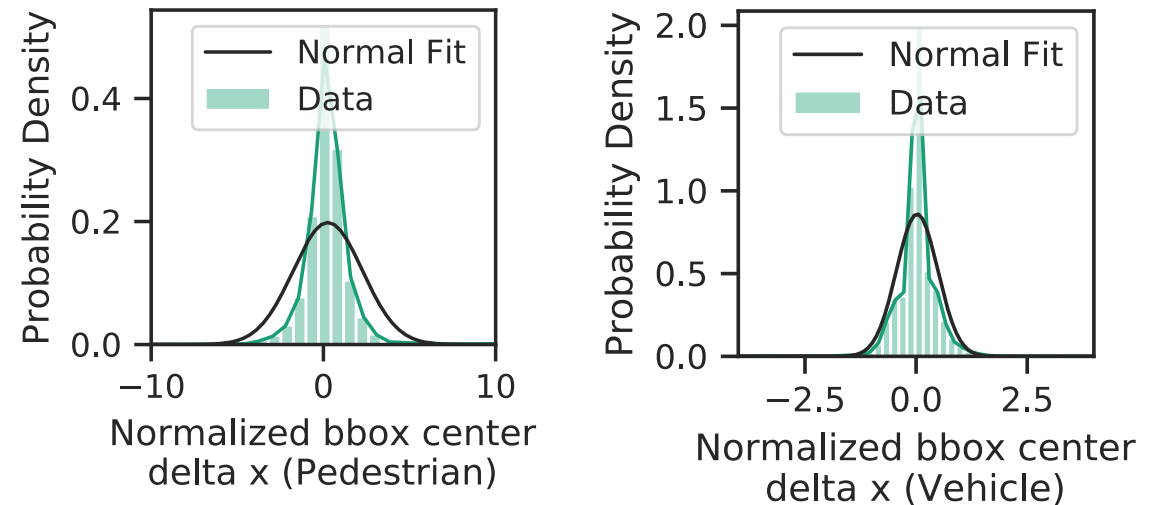 Probability Density
0.4
0.2
0.0
Normal Fit
Data
−10
0
10
Normalized bbox center
delta x (Pedestrian)
Probability Density
2.0
1.5
1.0
0.5
0.0
Normal Fit
Data
−2.5
0.0
2.5
Normalized bbox center
delta x (Vehicle)